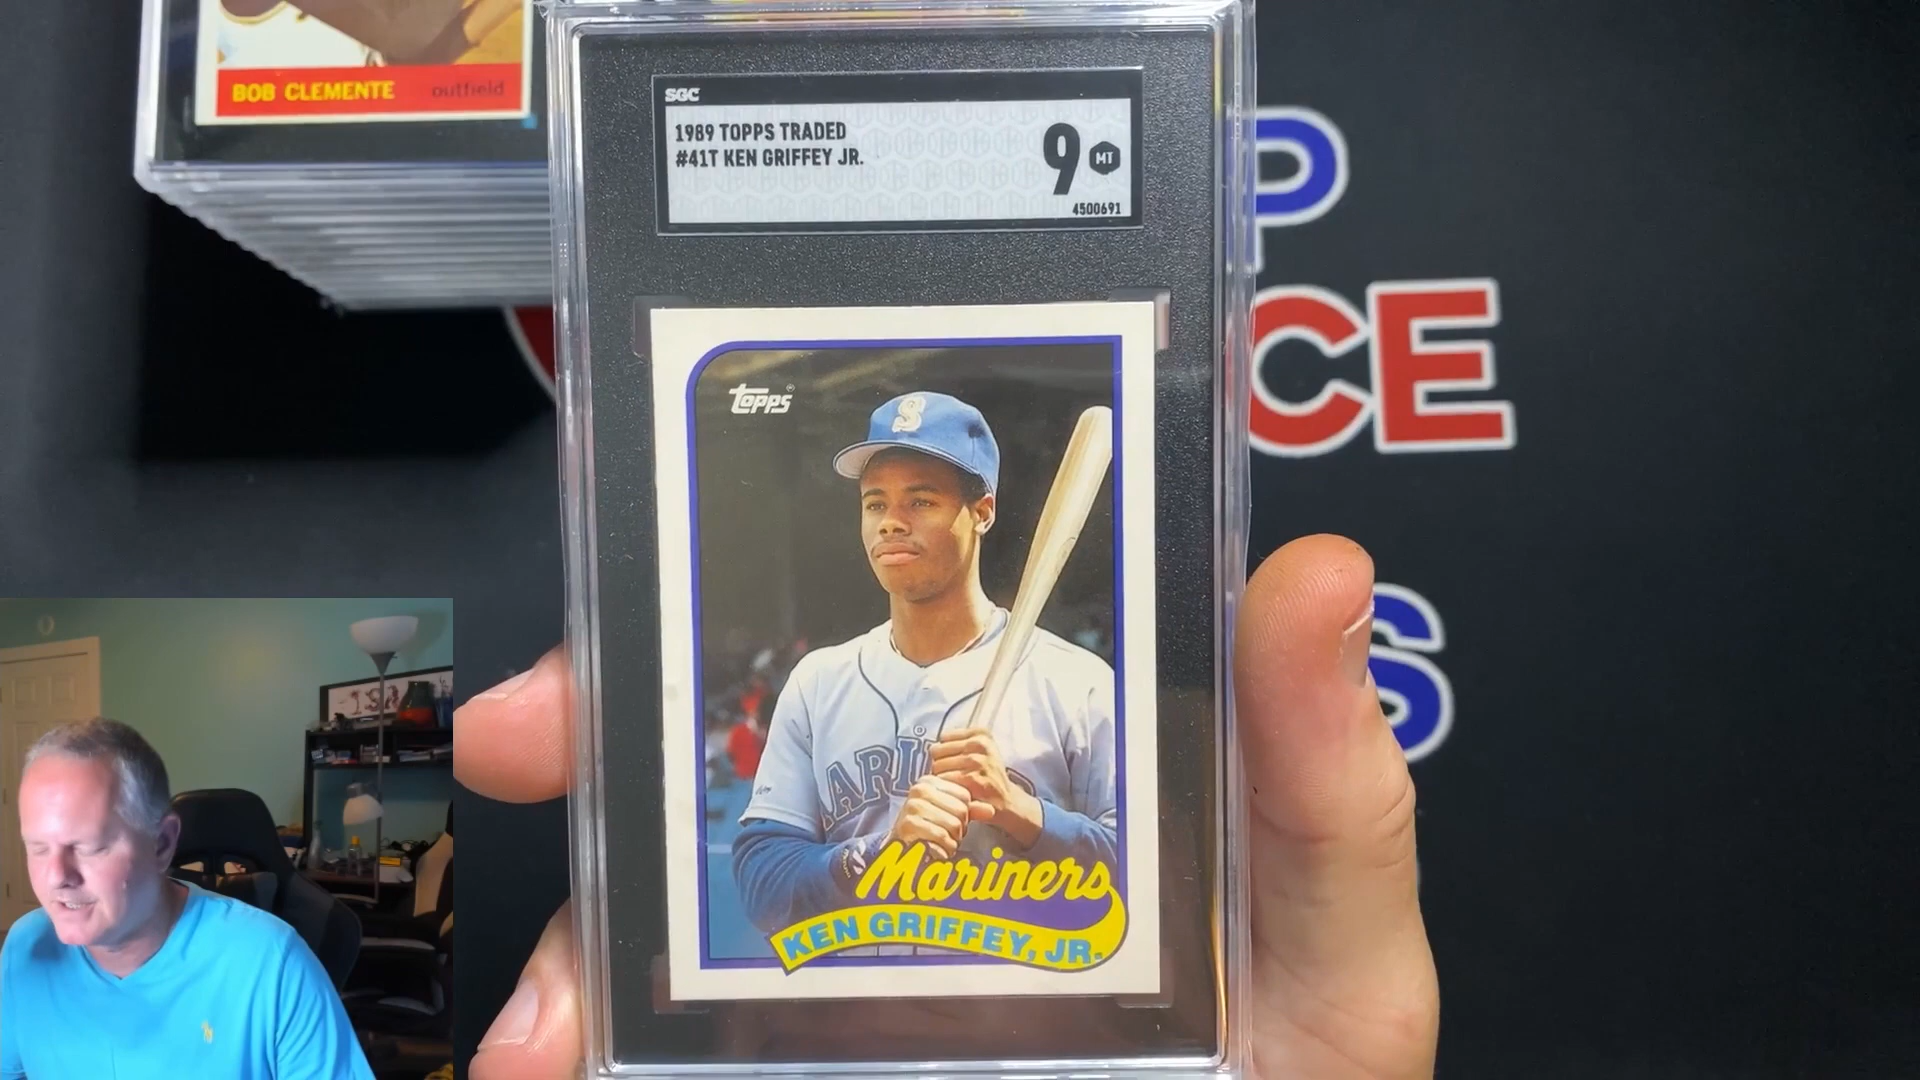 BOB CLEMENTE outfield
SGC
1989 TOPPS TRADED
#41T KEN GRIFFEY JR.
9 MT
4500691
P
CE
S
topps
S
Mariners
KEN GRIFFEY, JR.